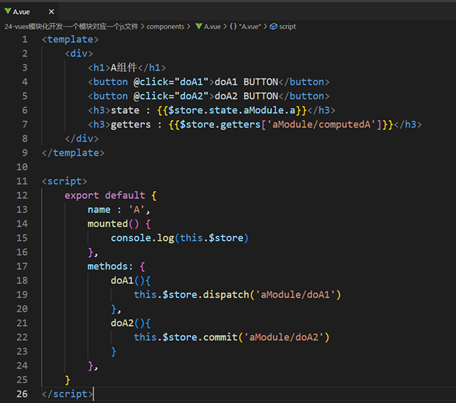 A.vue ×
24-vuex模块化开发-一个模块对应一个js文件 > components > A.vue > {} "A.vue" > script
1 <template>
2 <div>
3 <h1>A组件</h1>
4 <button @click="doA1">doA1 BUTTON</button>
5 <button @click="doA2">doA2 BUTTON</button>
6 <h3>state : {{$store.state.aModule.a}}</h3>
7 <h3>getters : {{$store.getters['aModule/computedA']}}</h3>
8 </div>
9 </template>
10
11 <script>
12 export default {
13 name : 'A',
14 mounted() {
15 console.log(this.$store)
16 },
17 methods: {
18 doA1(){
19 this.$store.dispatch('aModule/doA1')
20 },
21 doA2(){
22 this.$store.commit('aModule/doA2')
23 }
24 },
25 }
26 </script>